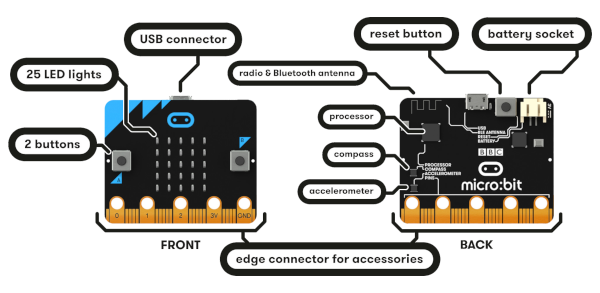 USB connector
25 LED lights
2 buttons
A
B
0 1 2 3V GND
FRONT
reset button
battery socket
radio & Bluetooth antenna
processor
compass
accelerometer
USB
BLE ANTENNA
RESET
BATTERY
BBC
PROCESSOR
COMPASS
ACCELEROMETER
PINS
micro:bit
BACK
edge connector for accessories